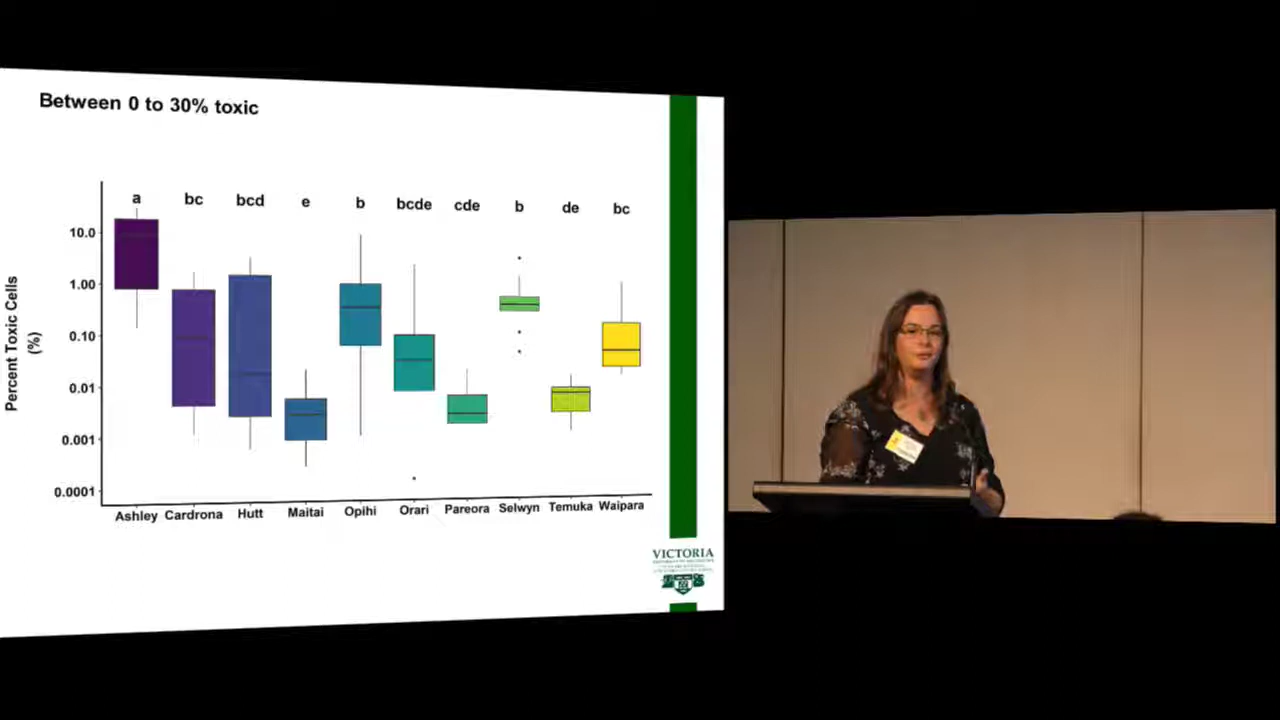 Between 0 to 30% toxic
a bc bcd e b bcde cde b de bc
Percent Toxic Cells
(%)
10.0
1.00
0.10
0.01
0.001
0.0001
Ashley Cardrona Hutt Maitai Opihi Orari Pareora Selwyn Temuka Waipara
VICTORIA